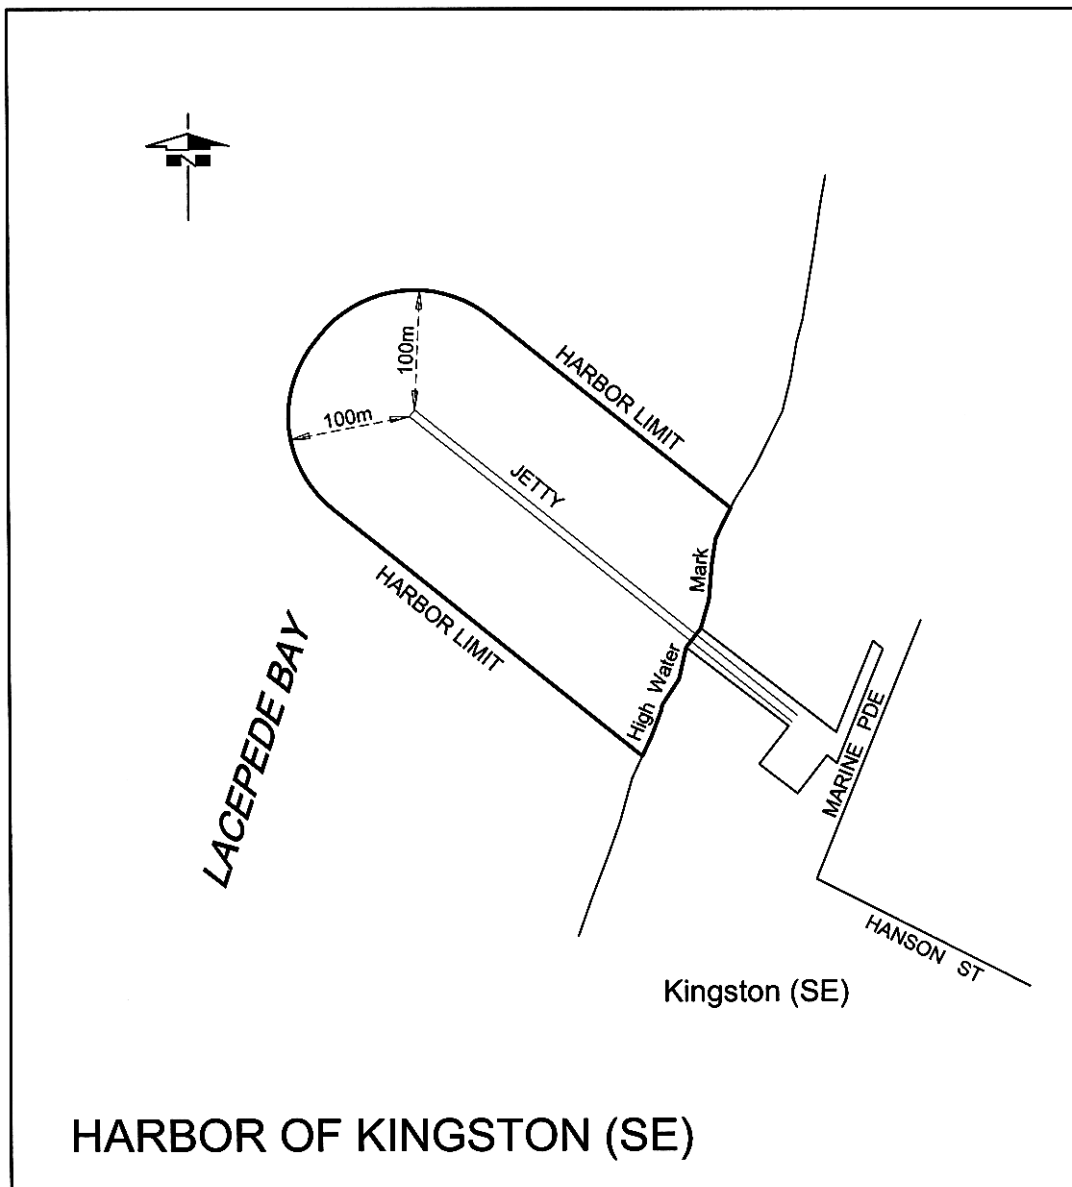 N
100m
100m
HARBOR LIMIT
JETTY
HARBOR LIMIT
High Water Mark
LACEPEDE BAY
MARINE PDE
HANSON ST
Kingston (SE)
HARBOR OF KINGSTON (SE)